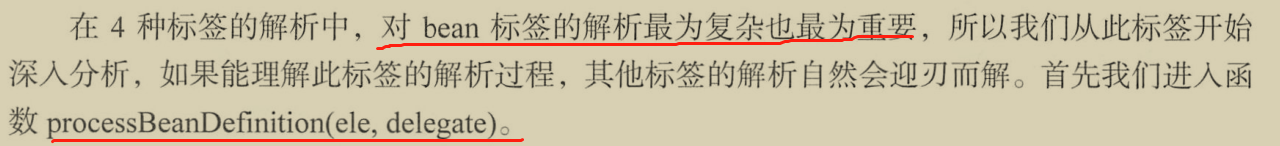 在 4 种标签的解析中，对 bean 标签的解析最为复杂也最为重要，所以我们从此标签开始
深入分析，如果能理解此标签的解析过程，其他标签的解析自然会迎刃而解。首先我们进入函
数 processBeanDefinition(ele, delegate)。